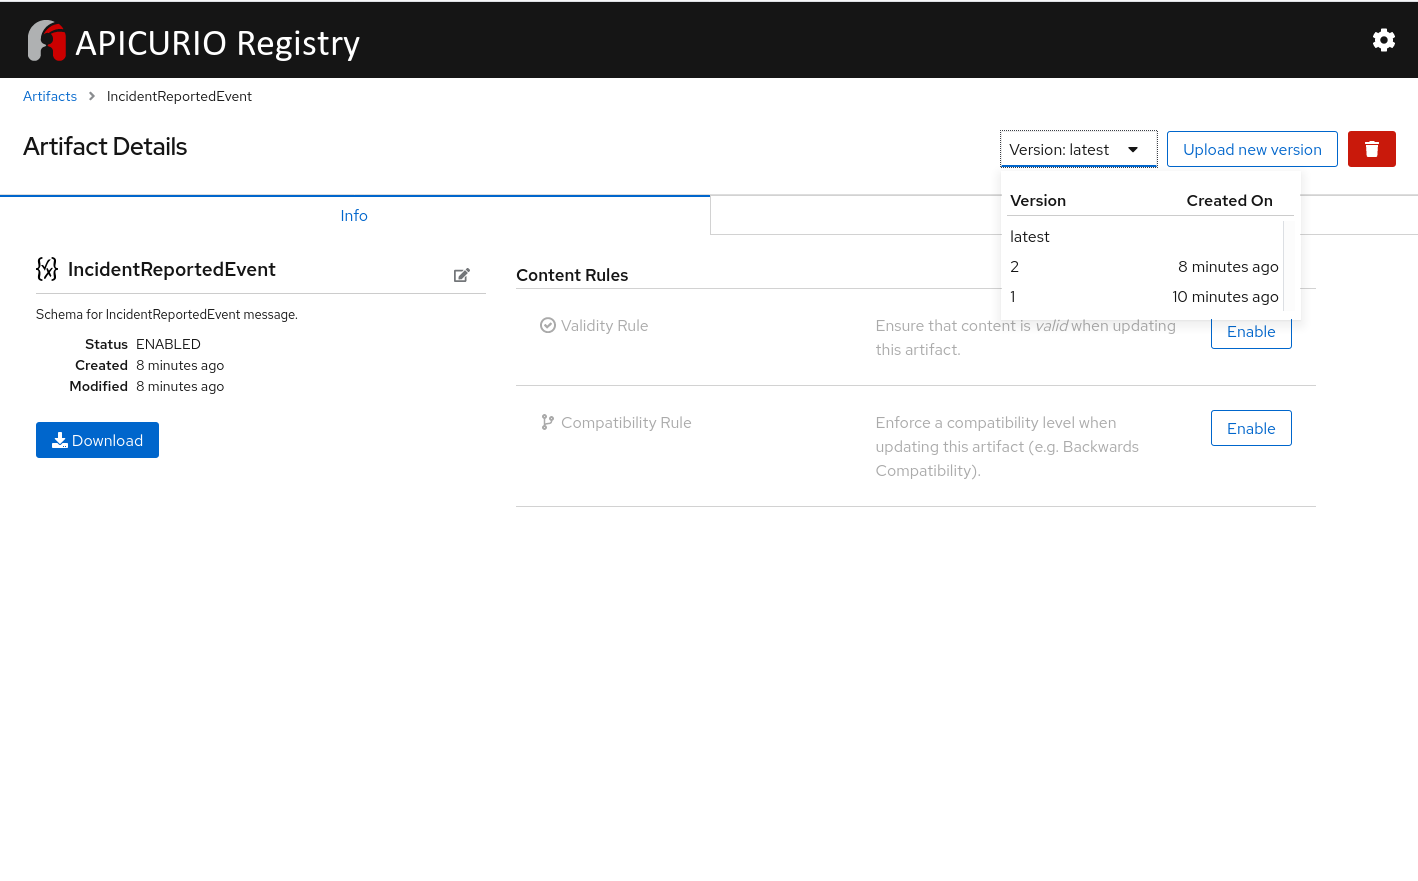 APICURIO Registry
Artifacts > IncidentReportedEvent
Artifact Details
Version: latest
Upload new version
Version Created On
latest
2 8 minutes ago
1 10 minutes ago
Info
IncidentReportedEvent
Schema for IncidentReportedEvent message.
Status ENABLED
Created 8 minutes ago
Modified 8 minutes ago
Download
Content Rules
Validity Rule
Ensure that content is valid when updating
this artifact.
Enable
Compatibility Rule
Enforce a compatibility level when
updating this artifact (e.g. Backwards
Compatibility).
Enable